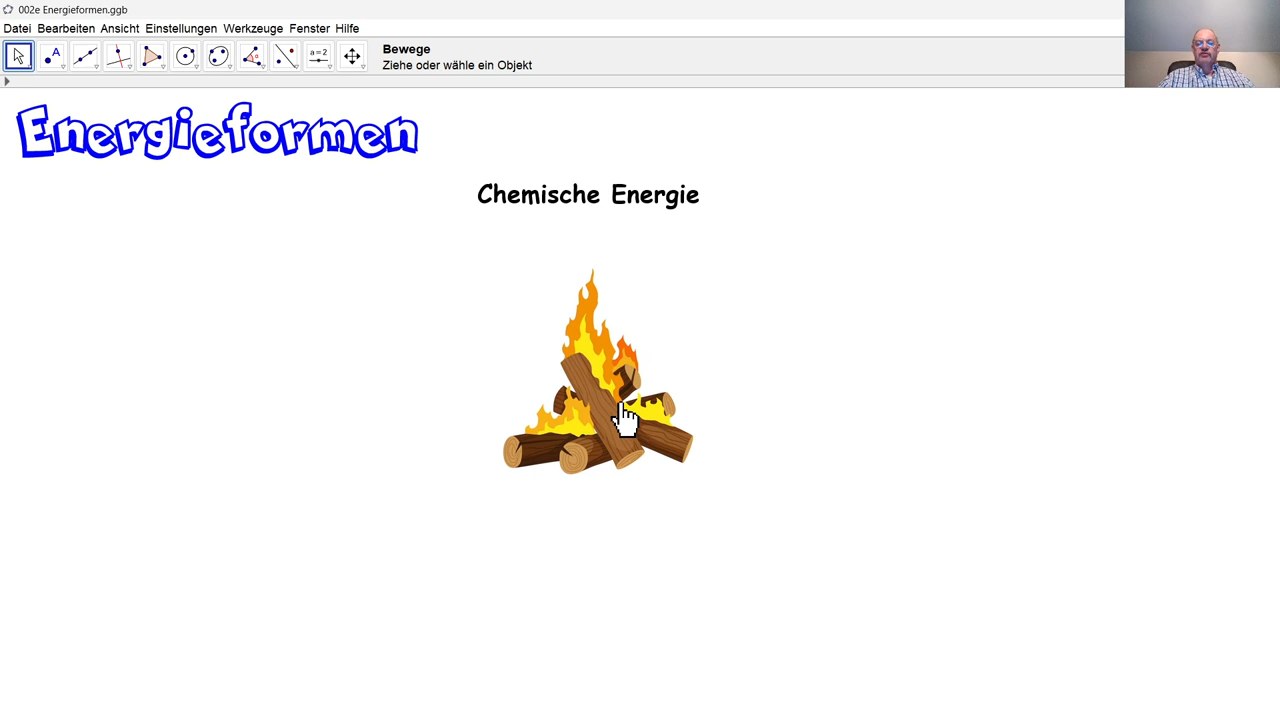 002e Energieformen.ggb
Datei Bearbeiten Ansicht Einstellungen Werkzeuge Fenster Hilfe
A
a=2
Bewege
Ziehe oder wähle ein Objekt
Energieformen
Chemische Energie